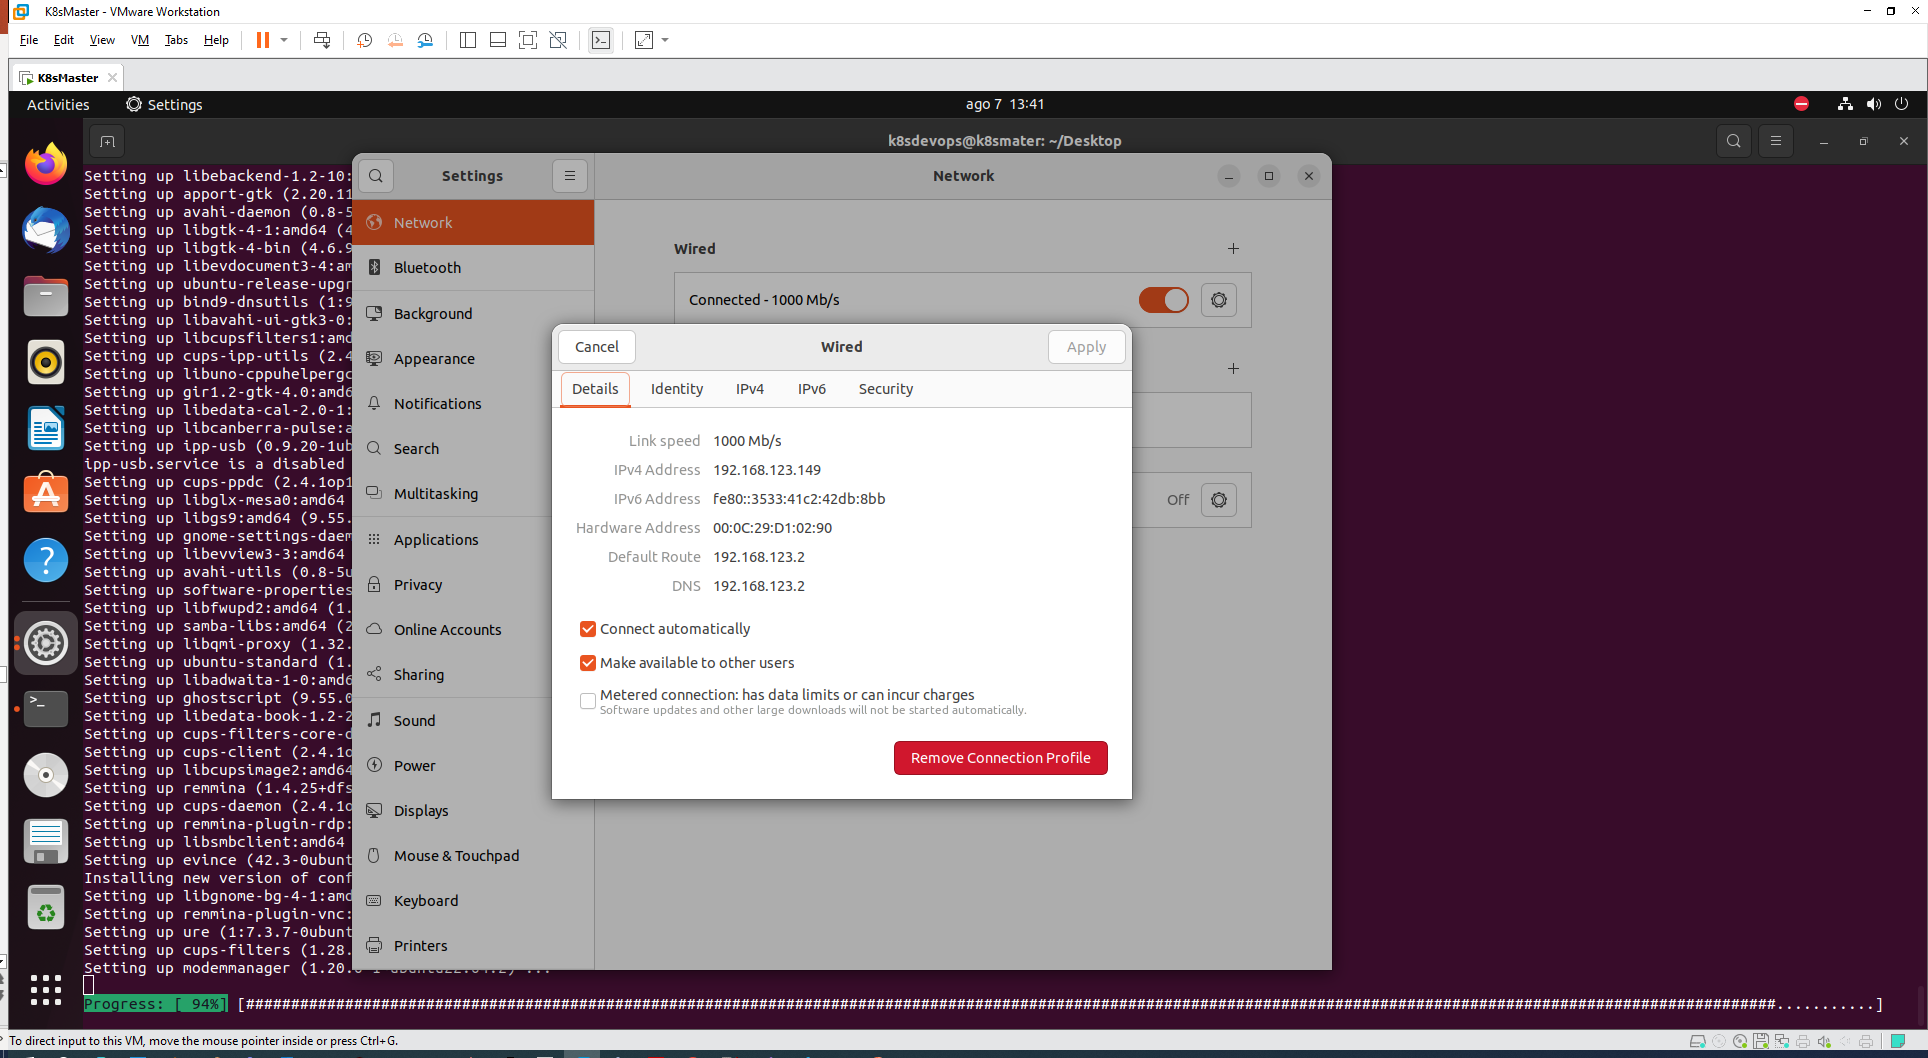 K8sMaster - VMware Workstation
File Edit View VM Tabs Help
K8sMaster
Activities Settings ago 7 13:41
k8sdevops@k8smater: ~/Desktop
Setting up libebackend-1.2-10:
Setting up apport-gtk (2.20.11
Setting up avahi-daemon (0.8-5
Setting up libgtk-4-1:amd64 (4
Setting up libgtk-4-bin (4.6.9
Setting up libevdocument3-4:am
Setting up ubuntu-release-upgr
Setting up bind9-dnsutils (1:9
Setting up libavahi-ui-gtk3-0:
Setting up libcupsfilters1:amd
Setting up cups-ipp-utils (2.4
Setting up libuno-cppuhelpergc
Setting up gir1.2-gtk-4.0:amd6
Setting up libedata-cal-2.0-1:
Setting up libcanberra-pulse:a
Setting up ipp-usb (0.9.20-1ub
ipp-usb.service is a disabled
Setting up cups-ppdc (2.4.1op1
Setting up libglx-mesa0:amd64
Setting up libgs9:amd64 (9.55.
Setting up gnome-settings-daem
Setting up libevview3-3:amd64
Setting up avahi-utils (0.8-5u
Setting up software-properties
Setting up libfwupd2:amd64 (1.
Setting up samba-libs:amd64 (2
Setting up libqmi-proxy (1.32.
Setting up ubuntu-standard (1.
Setting up libadwaita-1-0:amd6
Setting up ghostscript (9.55.0
Setting up libedata-book-1.2-2
Setting up cups-filters-core-d
Setting up cups-client (2.4.1o
Setting up libcupsimage2:amd64
Setting up remmina (1.4.25+dfs
Setting up cups-daemon (2.4.1o
Setting up remmina-plugin-rdp:
Setting up libsmbclient:amd64
Setting up evince (42.3-0ubunt
Installing new version of conf
Setting up libgnome-bg-4-1:amd
Setting up remmina-plugin-vnc:
Setting up ure (1:7.3.7-0ubunt
Setting up cups-filters (1.28.
Setting up modemmanager (1.20.
Progress: [ 94%]
Settings
Network
Bluetooth
Background
Appearance
Notifications
Search
Multitasking
Applications
Privacy
Online Accounts
Sharing
Sound
Power
Displays
Mouse & Touchpad
Keyboard
Printers
Network
Wired
Connected - 1000 Mb/s
Off
Cancel Wired Apply
Details Identity IPv4 IPv6 Security
Link speed 1000 Mb/s
IPv4 Address 192.168.123.149
IPv6 Address fe80::3533:41c2:42db:8bb
Hardware Address 00:0C:29:D1:02:90
Default Route 192.168.123.2
DNS 192.168.123.2
Connect automatically
Make available to other users
Metered connection: has data limits or can incur charges
Software updates and other large downloads will not be started automatically.
Remove Connection Profile
To direct input to this VM, move the mouse pointer inside or press Ctrl+G.